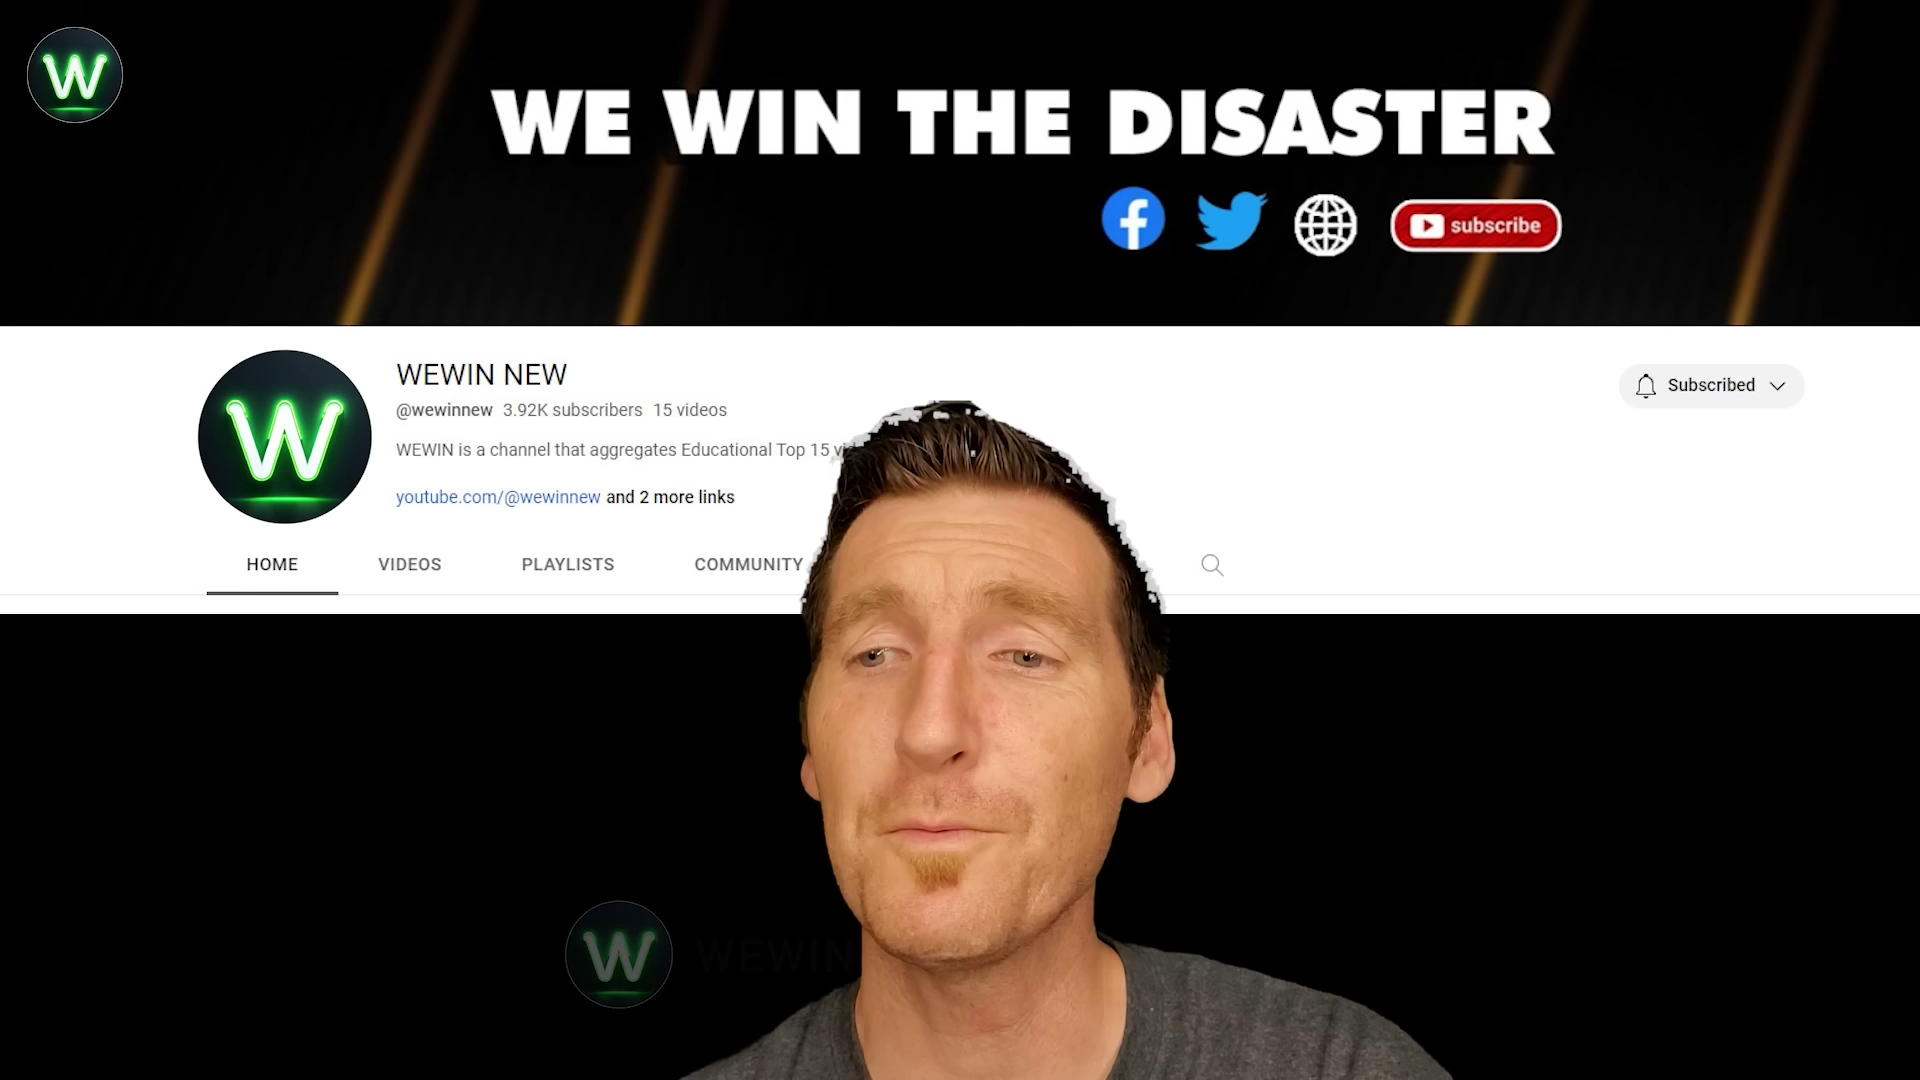 W
WE WIN THE DISASTER
subscribe
W
WEWIN NEW
@wewinnew 3.92K subscribers 15 videos
Subscribed
WEWIN is a channel that aggregates Educational Top 15
youtube.com/@wewinnew and 2 more links
HOME VIDEOS PLAYLISTS COMMUNITY
W WEWIN